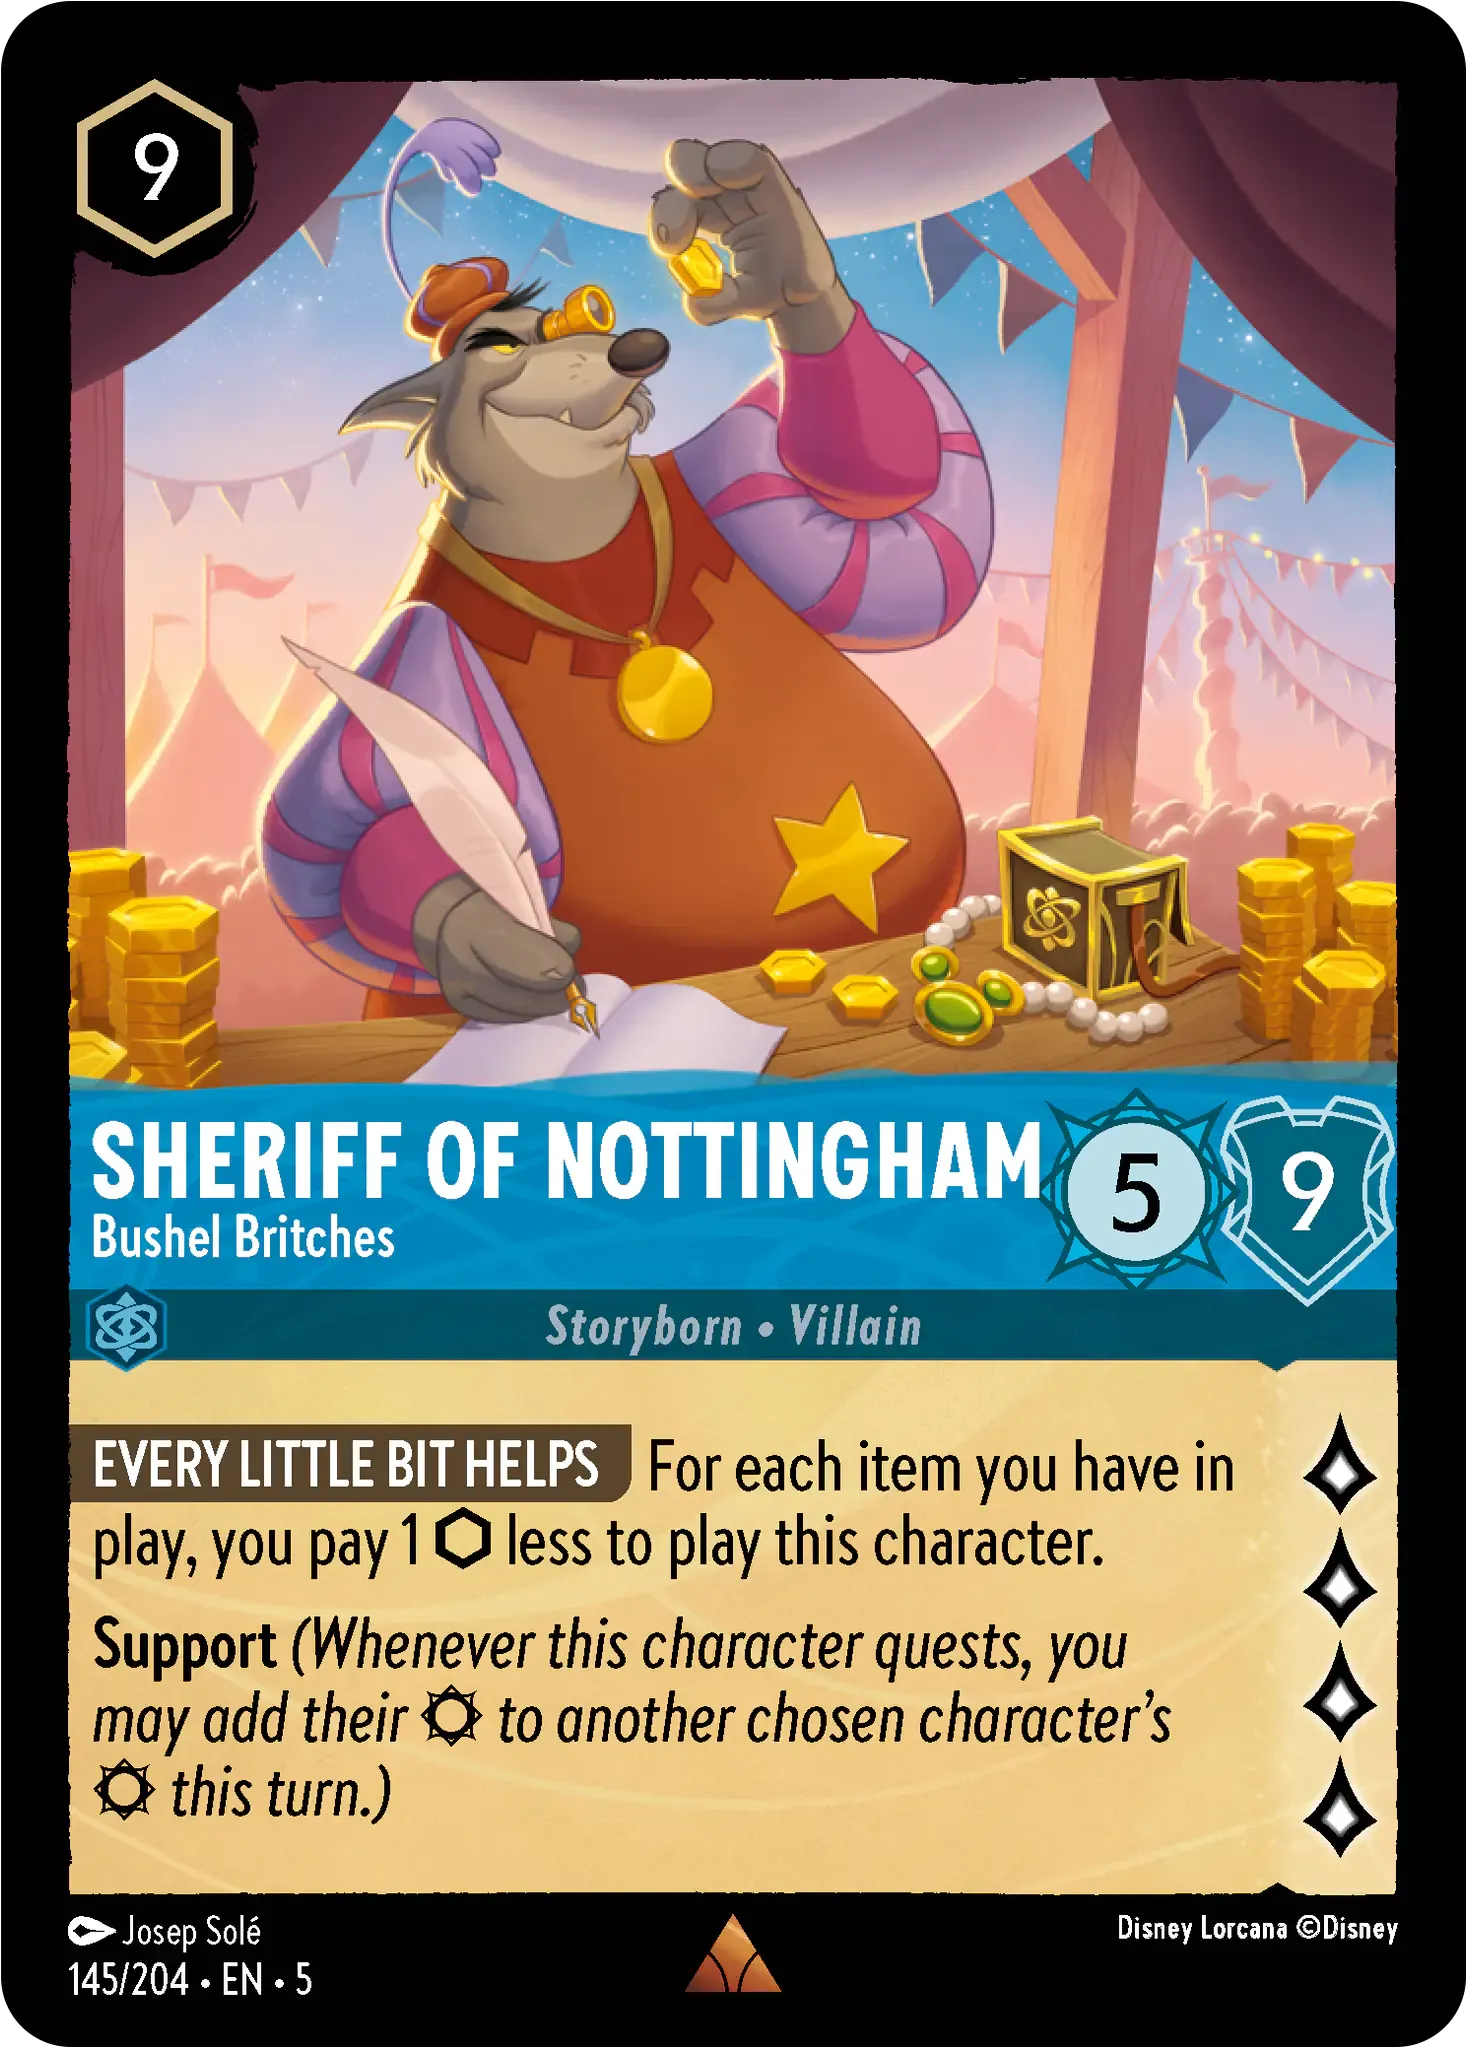 9
SHERIFF OF NOTTINGHAM
Bushel Britches
5
9
Storyborn • Villain
EVERY LITTLE BIT HELPS For each item you have in
play, you pay 1 ⬡ less to play this character.
Support (Whenever this character quests, you
may add their ¤ to another chosen character's
¤ this turn.)
Josep Solé
Disney Lorcana ©Disney
145/204 • EN • 5